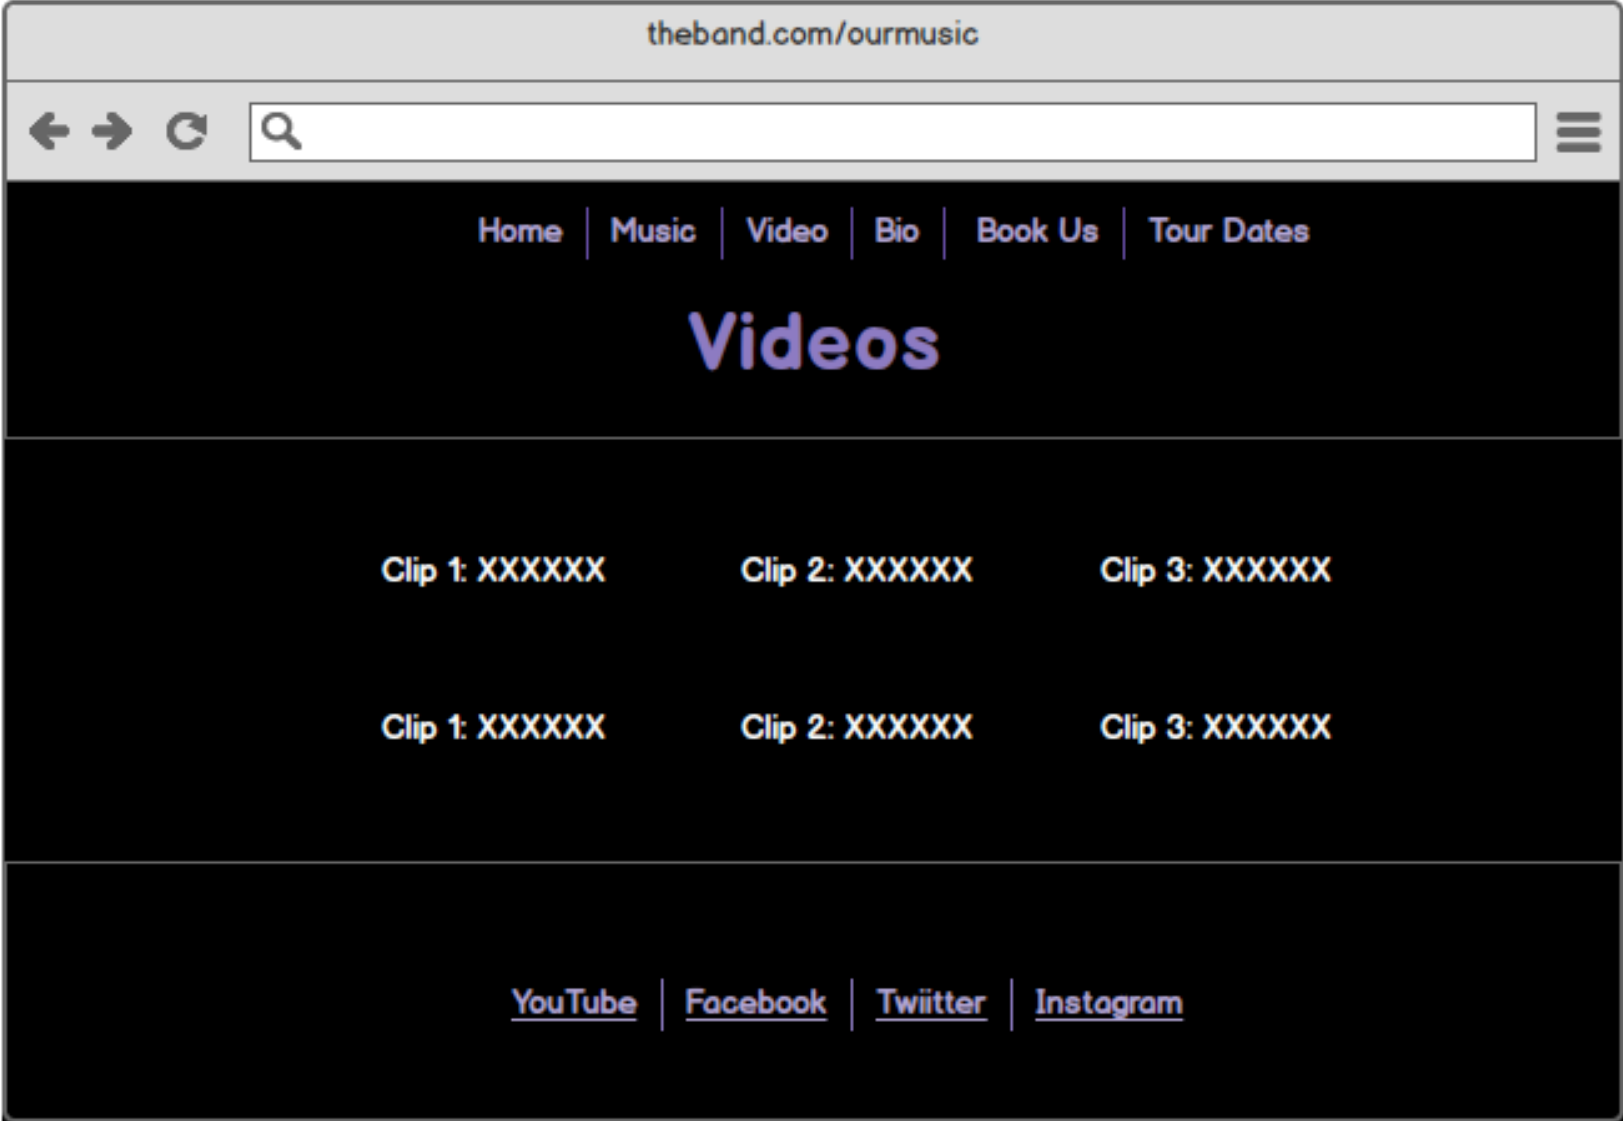 theband.com/ourmusic
Home Music Video Bio Book Us Tour Dates
Videos
Clip 1: XXXXXX Clip 2: XXXXXX Clip 3: XXXXXX
Clip 1: XXXXXX Clip 2: XXXXXX Clip 3: XXXXXX
YouTube Facebook Twiitter Instagram